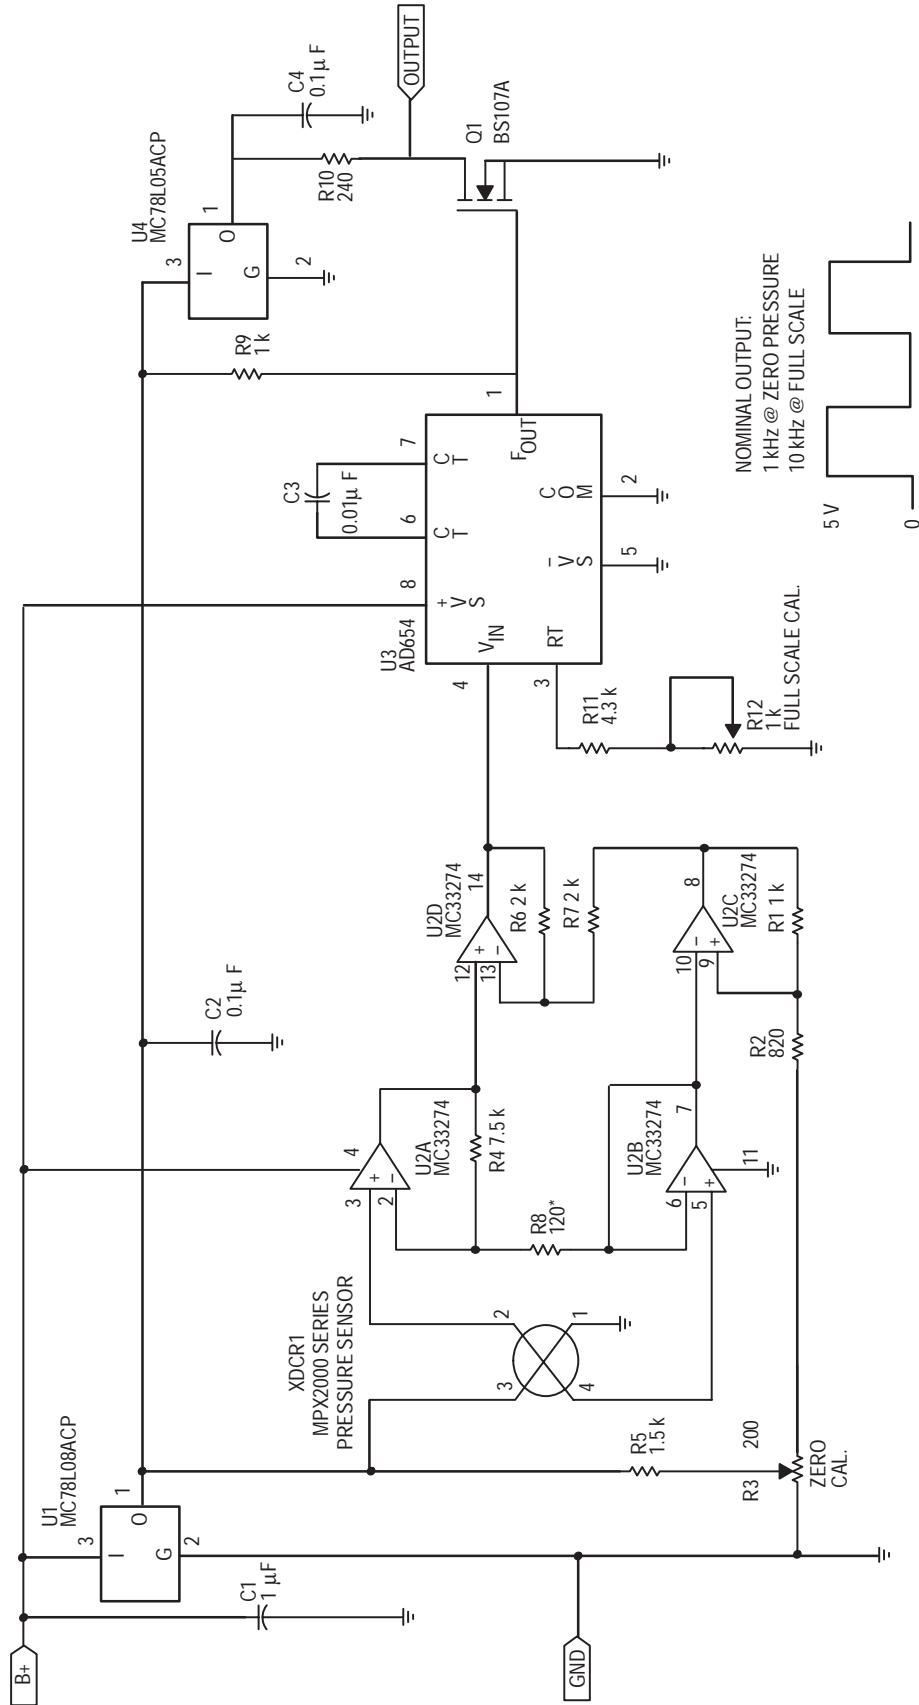 B+
C1
1 μF
U1
MC78L08ACP
3
I
O
1
G
2
GND
R5
1.5 k
R3
200
ZERO
CAL.
XDCR1
MPX2000 SERIES
PRESSURE SENSOR
3
2
4
1
3
2
4
+
−
U2A
MC33274
R4 7.5 k
R8
120*
6
5
−
+
7
11
U2B
MC33274
C2
0.1μ F
12
13
+
−
14
U2D
MC33274
R6 2 k
R7 2 k
10
9
−
+
8
U2C
MC33274
R1 1 k
R2
820
U3
AD654
8
+
V
S
4
VIN
3
RT
6
C
T
7
C
T
C3
0.01μ F
5
−
V
S
2
C
O
M
FOUT
1
R11
4.3 k
R12
1 k
FULL SCALE CAL.
R9
1 k
U4
MC78L05ACP
3
I
O
1
G
2
C4
0.1μ F
R10
240
OUTPUT
Q1
BS107A
NOMINAL OUTPUT:
1 kHz @ ZERO PRESSURE
10 kHz @ FULL SCALE
5 V
0